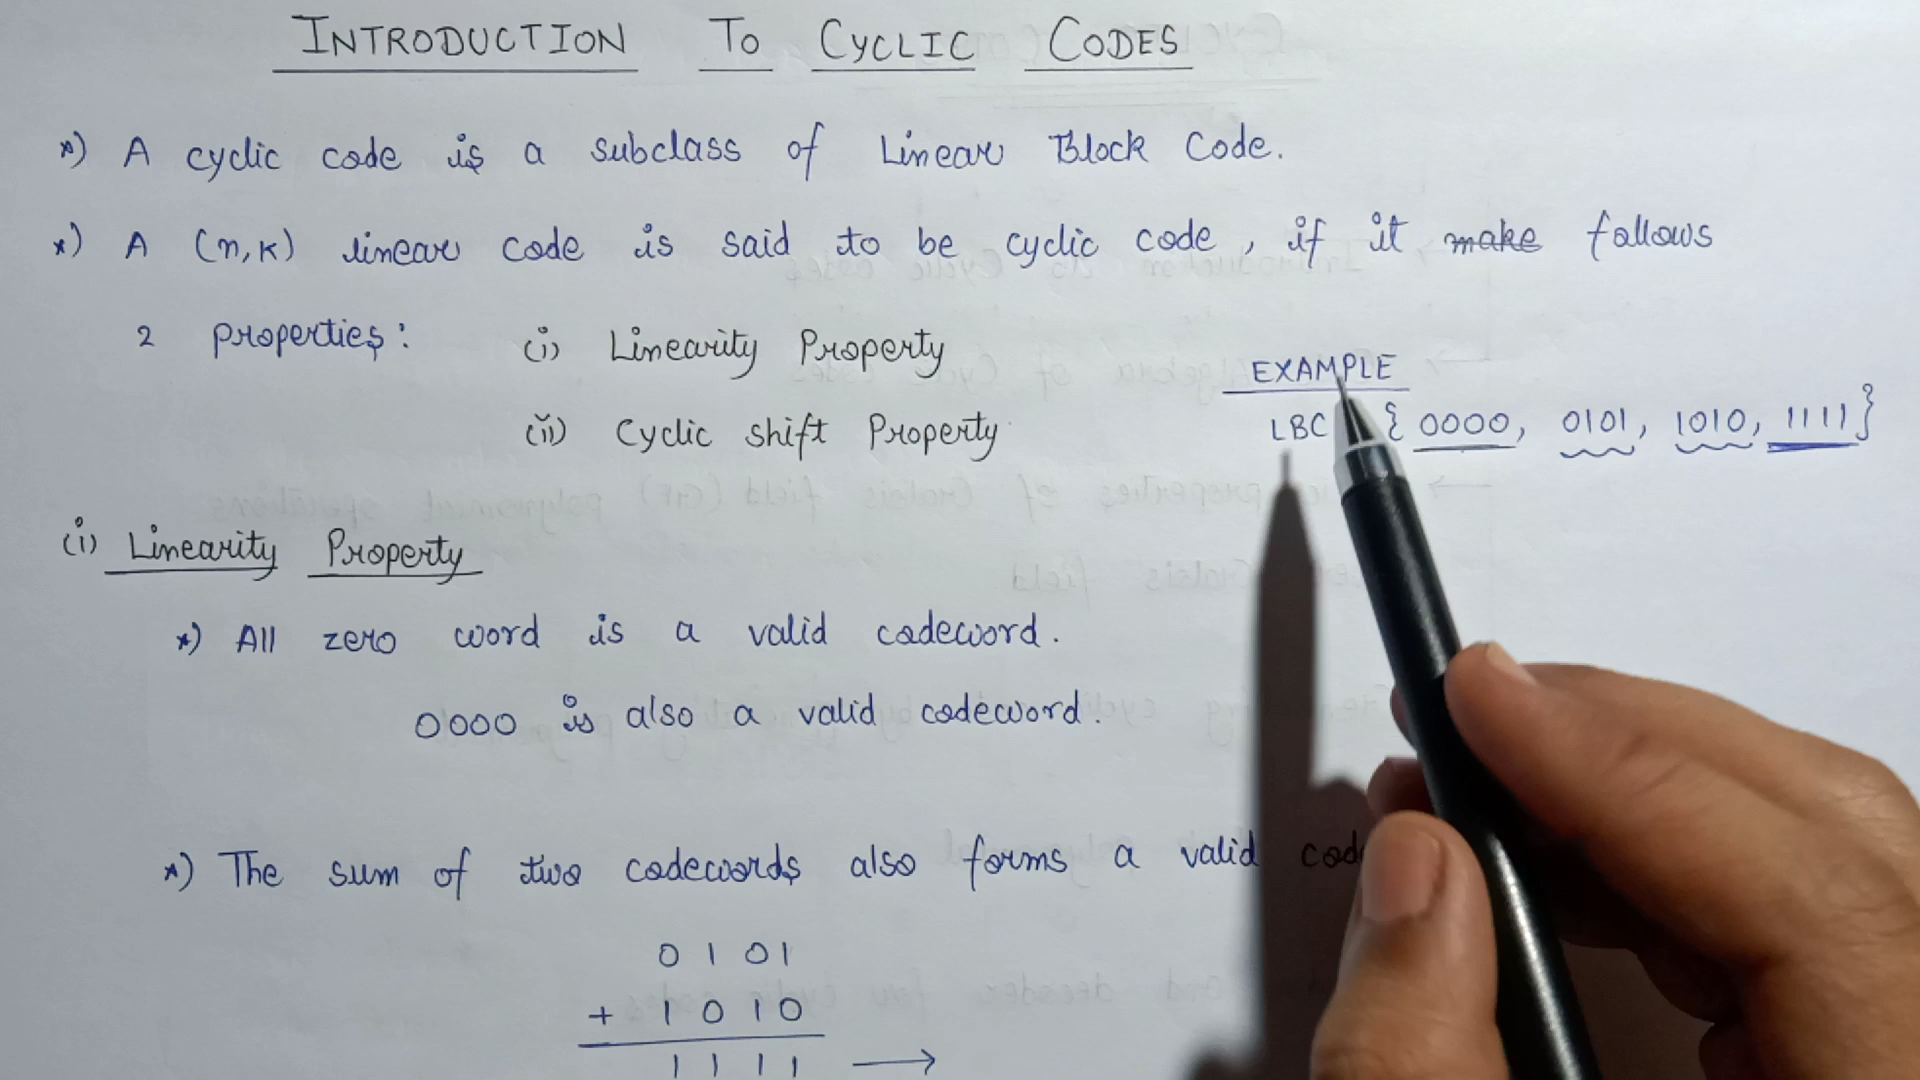 INTRODUCTION TO CYCLIC CODES
*) A cyclic code is a subclass of Linear Block Code.
*) A (n,k) linear code is said to be cyclic code, if it make follows
2 properties: (i) Linearity Property
(ii) Cyclic shift Property
EXAMPLE
LBC {0000, 0101, 1010, 1111}
(i) Linearity Property
*) All zero word is a valid codeword.
0000 is also a valid codeword.
*) The sum of two codewords also forms a valid
0101
+ 1010
1111 →